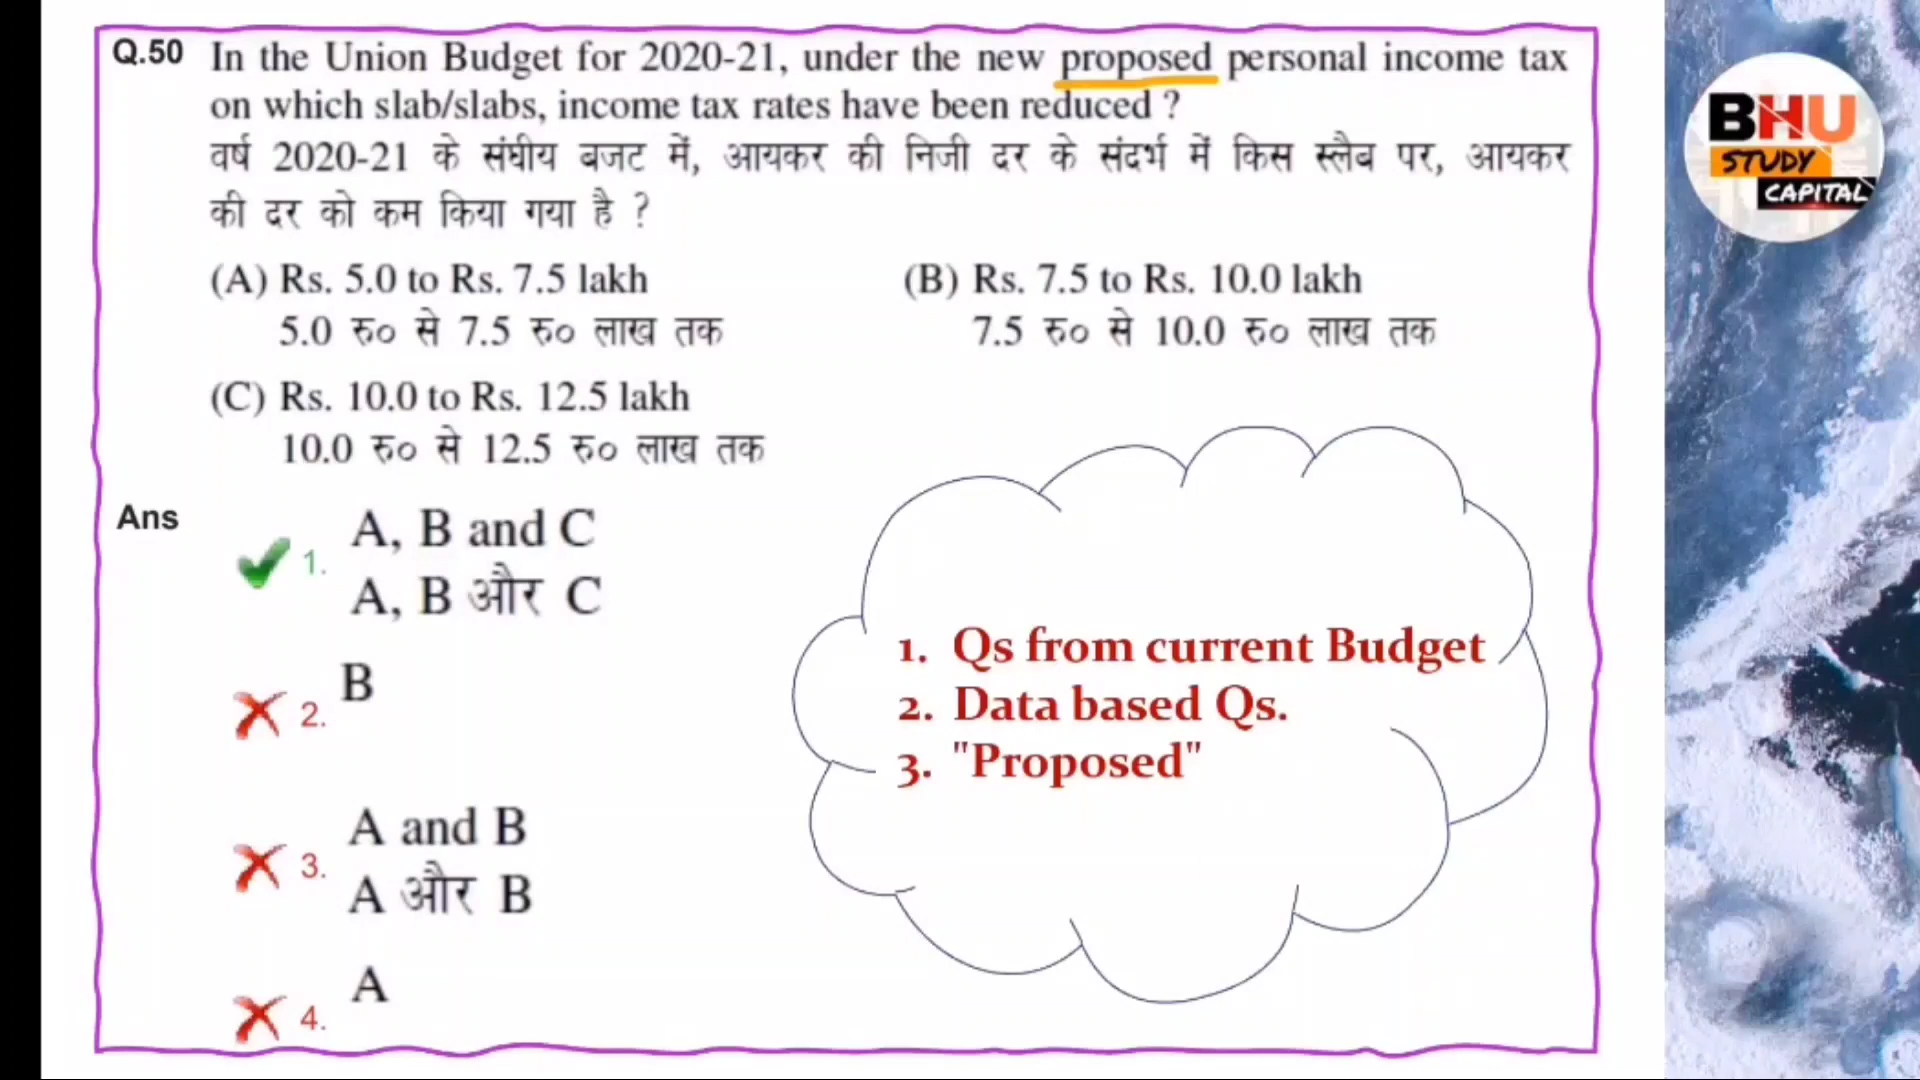 Q.50 In the Union Budget for 2020-21, under the new proposed personal income tax
on which slab/slabs, income tax rates have been reduced ?
वर्ष 2020-21 के संघीय बजट में, आयकर की निजी दर के संदर्भ में किस स्लैब पर, आयकर
की दर को कम किया गया है ?
(A) Rs. 5.0 to Rs. 7.5 lakh
5.0 रु० से 7.5 रु० लाख तक
(B) Rs. 7.5 to Rs. 10.0 lakh
7.5 रु० से 10.0 रु० लाख तक
(C) Rs. 10.0 to Rs. 12.5 lakh
10.0 रु० से 12.5 रु० लाख तक
Ans
1. A, B and C
A, B और C
2. B
3. A and B
A और B
4. A
1. Qs from current Budget
2. Data based Qs.
3. "Proposed"
BHU
STUDY
CAPITAL